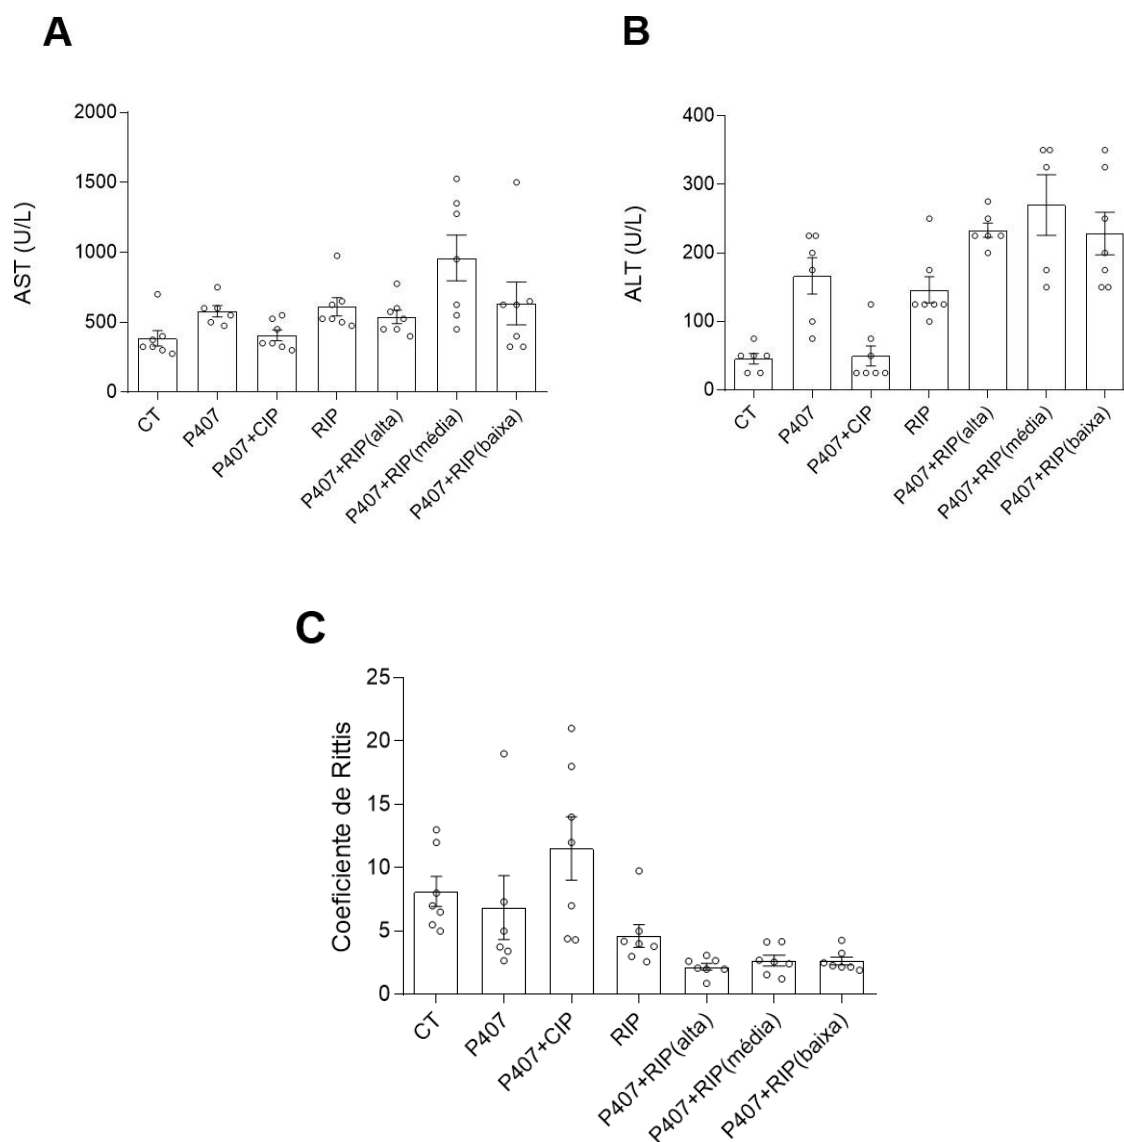 A
AST (U/L)
2000
1500
1000
500
0
CT
P407
P407+CIP
RIP
P407+RIP(alta)
P407+RIP(média)
P407+RIP(baixa)
B
ALT (U/L)
400
300
200
100
0
CT
P407
P407+CIP
RIP
P407+RIP(alta)
P407+RIP(média)
P407+RIP(baixa)
C
Coeficiente de Rittis
25
20
15
10
5
0
CT
P407
P407+CIP
RIP
P407+RIP(alta)
P407+RIP(média)
P407+RIP(baixa)